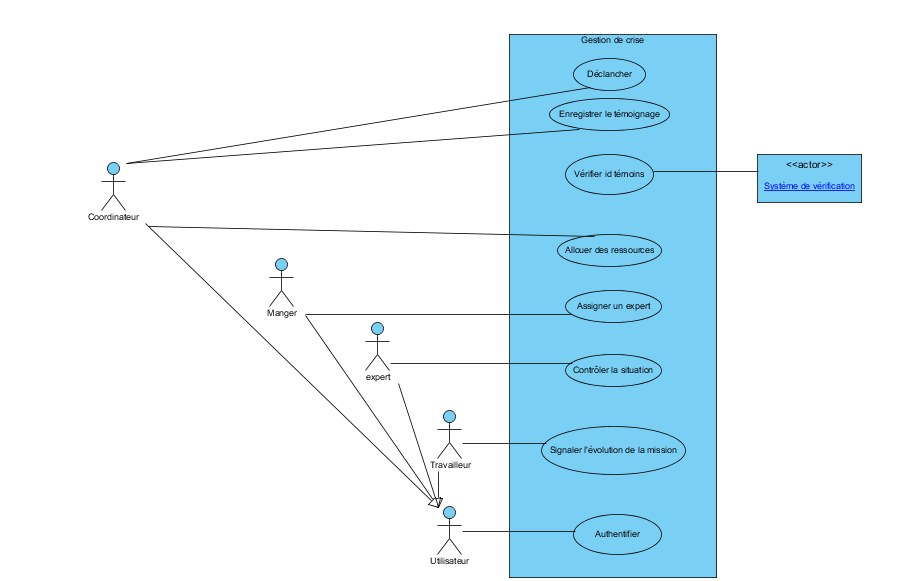 Gestion de crise
Déclancher
Enregistrer le témoignage
Vérifier id témoins
<<actor>>
Systéme de vérification
Coordinateur
Allouer des ressources
Manger
Assigner un expert
expert
Contrôler la situation
Travailleur
Signaler l'évolution de la mission
Utilisateur
Authentifier